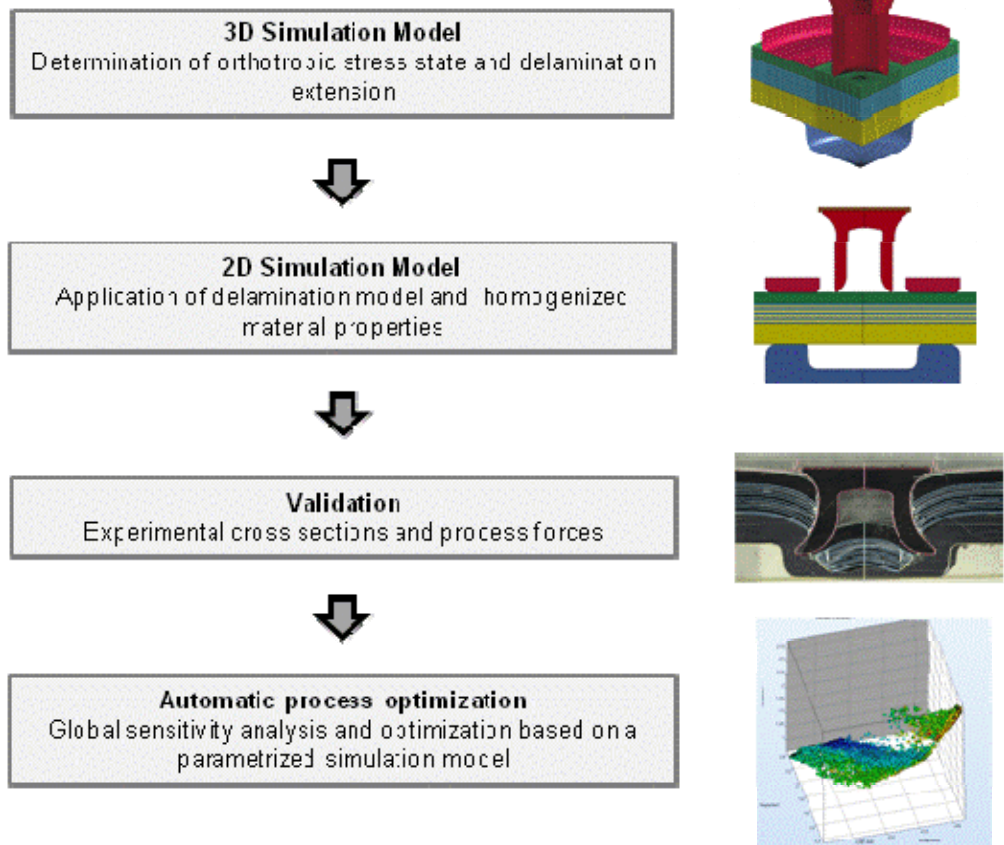 3D Simulation Model
Determination of orthotropic stress state and delamination
extension
2D Simulation Model
Application of delamination model and homogenized
material properties
Validation
Experimental cross sections and process forces
Automatic process optimization
Global sensitivity analysis and optimization based on a
parametrized simulation model